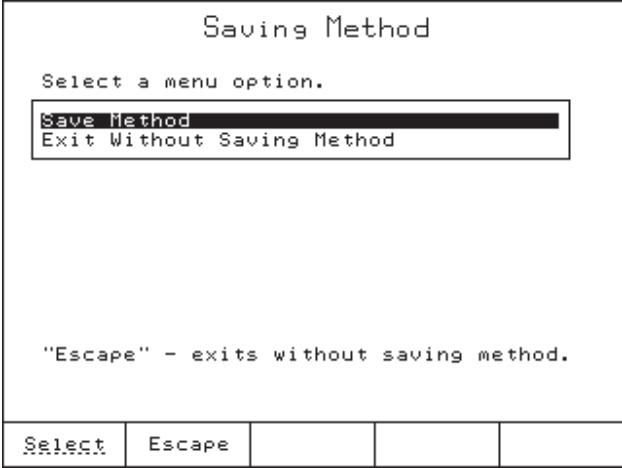 Saving Method
Select a menu option.
Save Method
Exit Without Saving Method
"Escape" - exits without saving method.
Select Escape